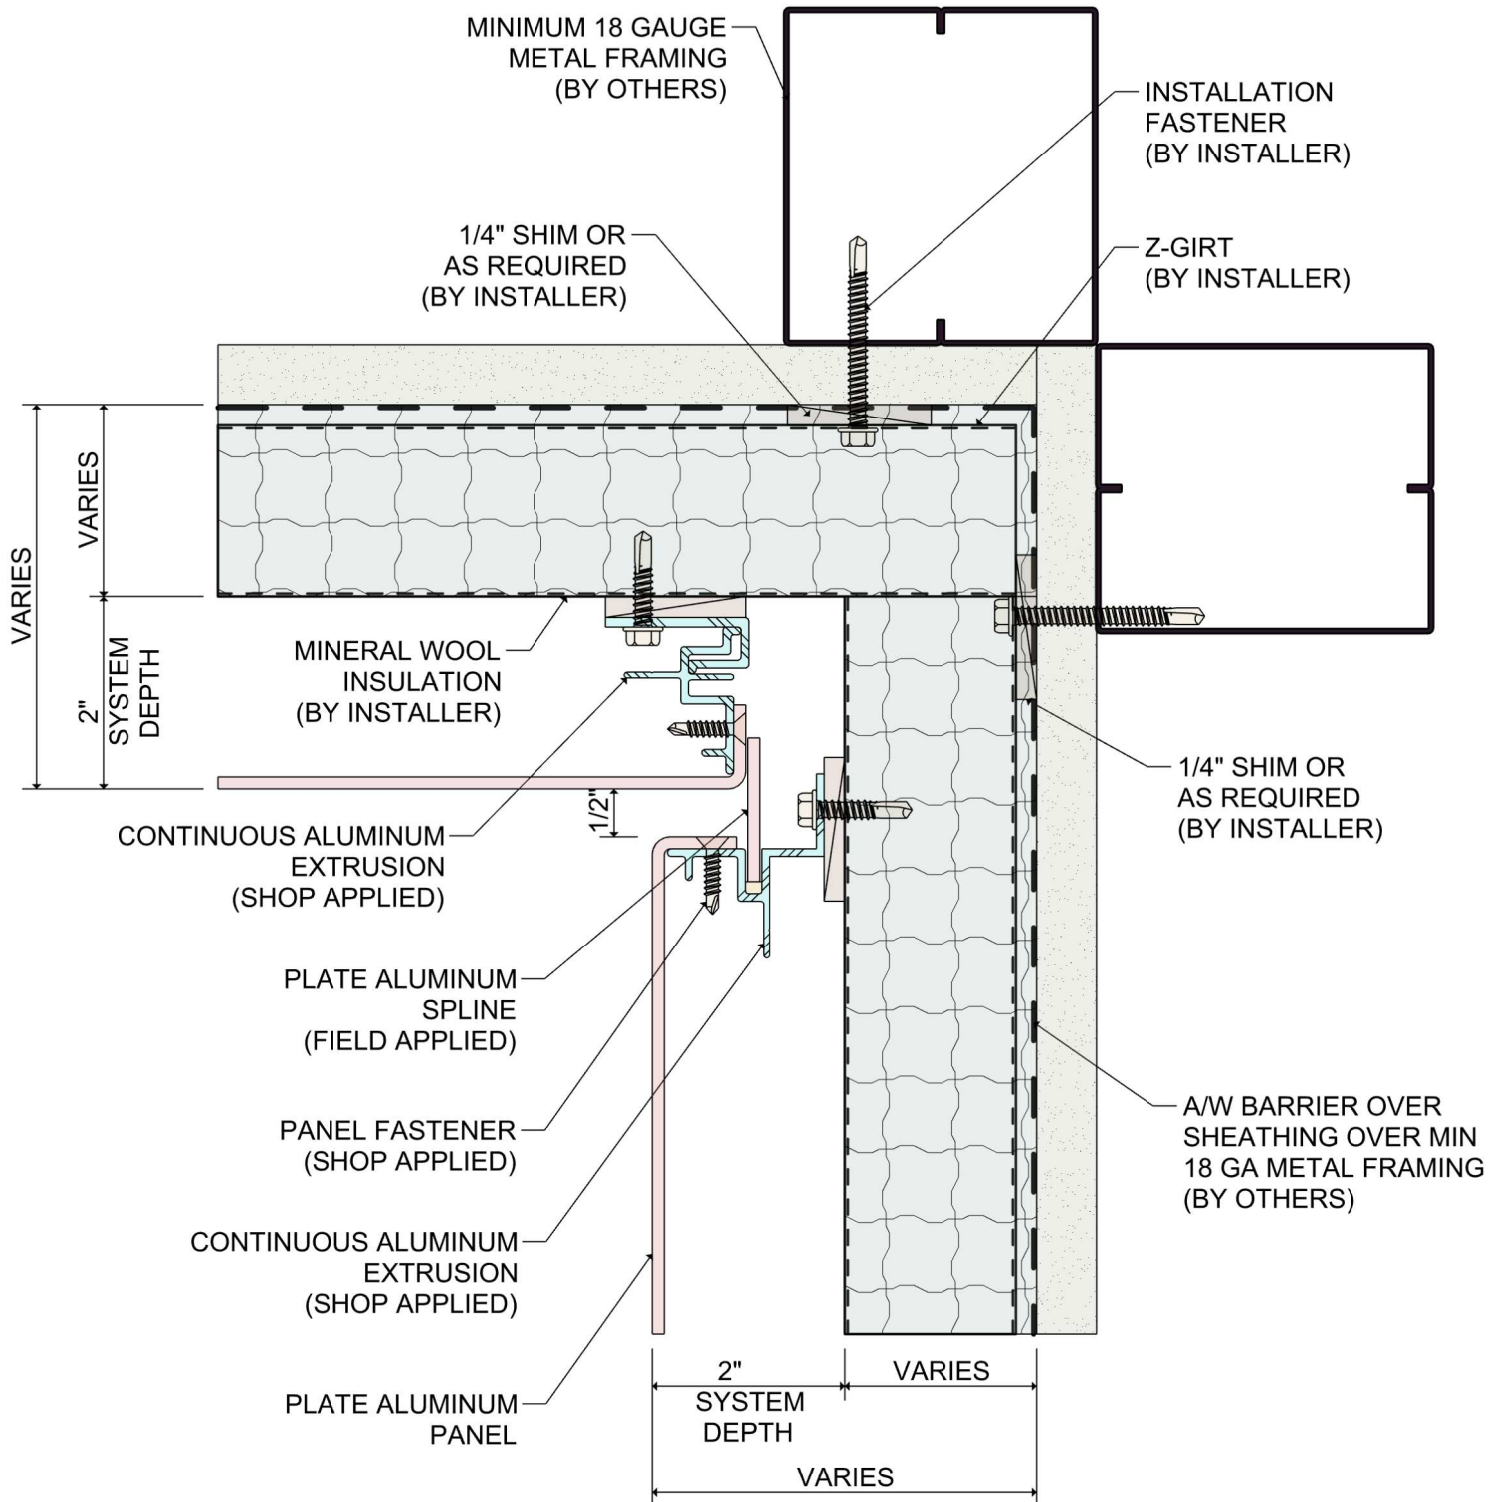 MINIMUM 18 GAUGE
METAL FRAMING
(BY OTHERS)
INSTALLATION
FASTENER
(BY INSTALLER)
1/4" SHIM OR
AS REQUIRED
(BY INSTALLER)
Z-GIRT
(BY INSTALLER)
VARIES
VARIES
2"
SYSTEM
DEPTH
MINERAL WOOL
INSULATION
(BY INSTALLER)
1/2"
1/4" SHIM OR
AS REQUIRED
(BY INSTALLER)
CONTINUOUS ALUMINUM
EXTRUSION
(SHOP APPLIED)
PLATE ALUMINUM
SPLINE
(FIELD APPLIED)
PANEL FASTENER
(SHOP APPLIED)
A/W BARRIER OVER
SHEATHING OVER MIN
18 GA METAL FRAMING
(BY OTHERS)
CONTINUOUS ALUMINUM
EXTRUSION
(SHOP APPLIED)
PLATE ALUMINUM
PANEL
2"
SYSTEM
DEPTH
VARIES
VARIES